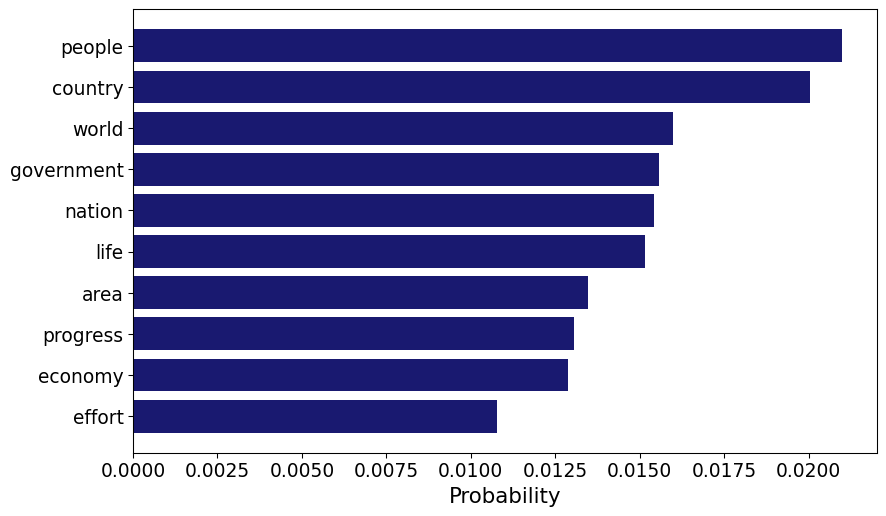 people
country
world
government
nation
life
area
progress
economy
effort
0.0000 0.0025 0.0050 0.0075 0.0100 0.0125 0.0150 0.0175 0.0200
Probability